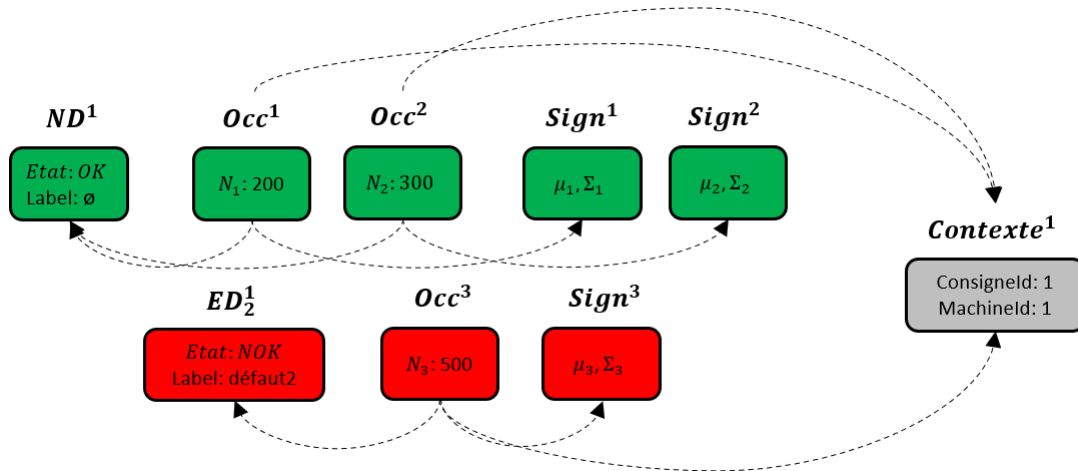 ND¹
Occ¹
Occ²
Sign¹
Sign²
Etat: OK
Label: ø
N₁: 200
N₂: 300
μ₁, Σ₁
μ₂, Σ₂
Contexte¹
ConsigneId: 1
MachineId: 1
ED₂¹
Occ³
Sign³
Etat: NOK
Label: défaut2
N₃: 500
μ₃, Σ₃